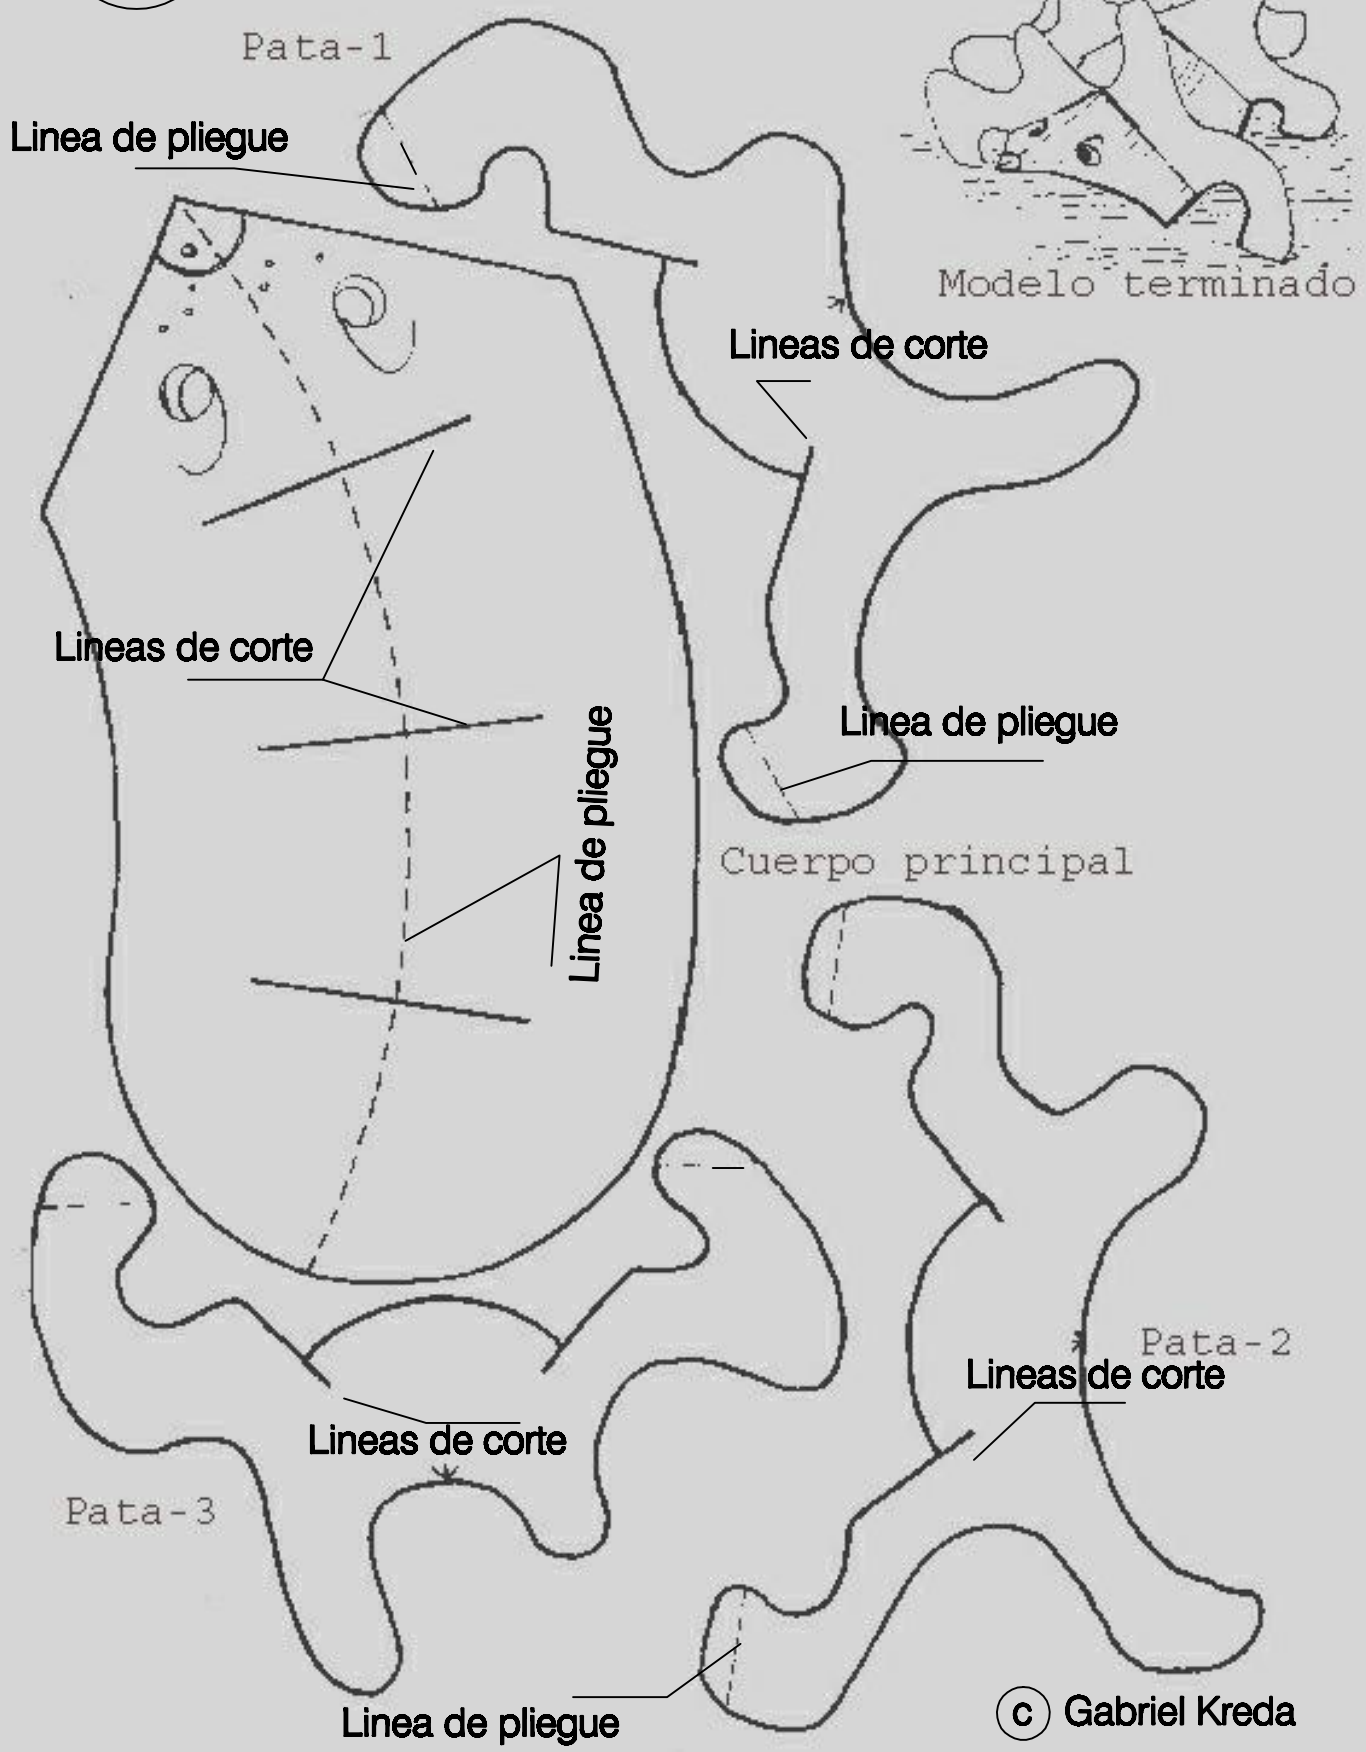 Pata-1
Linea de pliegue
Modelo terminado
Lineas de corte
Lineas de corte
Linea de pliegue
Linea de pliegue
Cuerpo principal
Pata-2
Lineas de corte
Lineas de corte
Pata-3
Linea de pliegue
c Gabriel Kreda